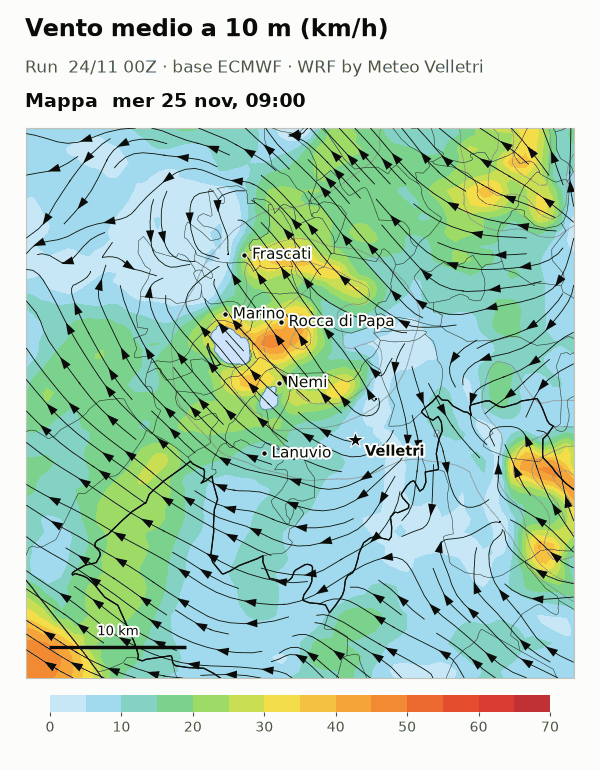 Vento medio a 10 m (km/h)
Run 24/11 00Z · base ECMWF · WRF by Meteo Velletri
Mappa mer 25 nov, 09:00
Frascati
Marino
Rocca di Papa
Nemi
Velletri
Lanuvio
10 km
0 10 20 30 40 50 60 70